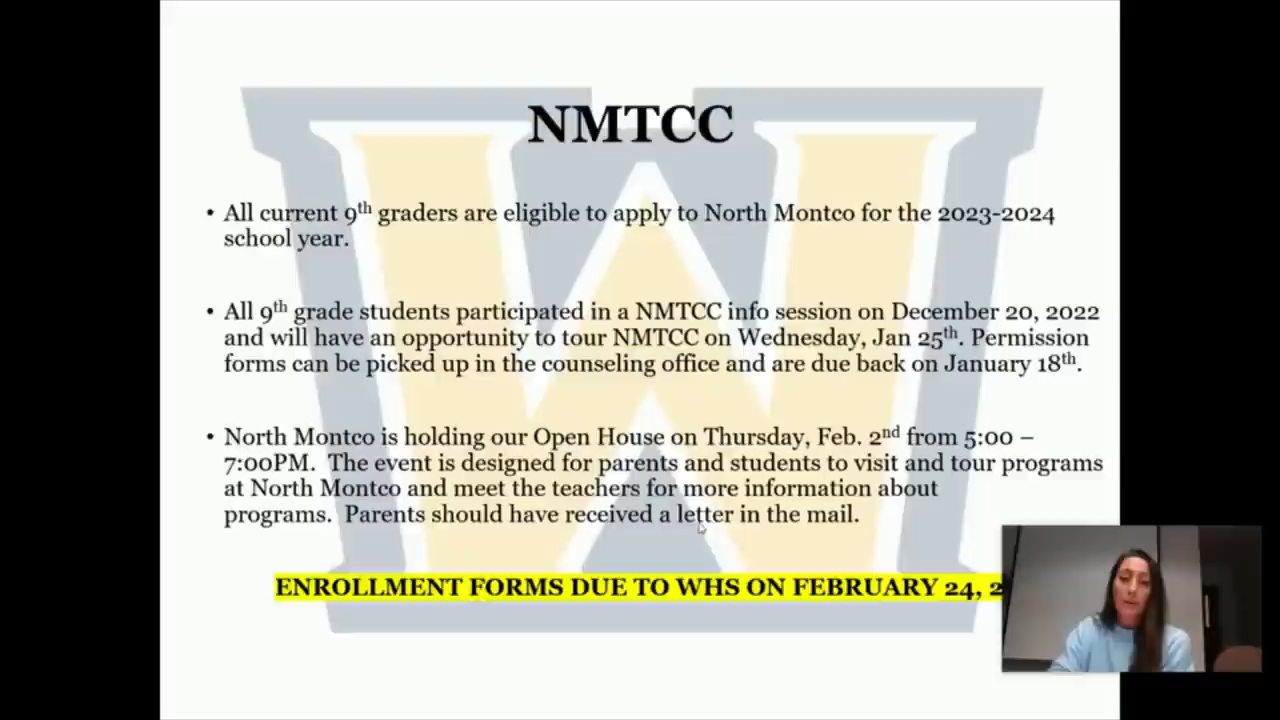 NMTCC
• All current 9th graders are eligible to apply to North Montco for the 2023-2024
school year.
• All 9th grade students participated in a NMTCC info session on December 20, 2022
and will have an opportunity to tour NMTCC on Wednesday, Jan 25th. Permission
forms can be picked up in the counseling office and are due back on January 18th.
• North Montco is holding our Open House on Thursday, Feb. 2nd from 5:00 –
7:00PM. The event is designed for parents and students to visit and tour programs
at North Montco and meet the teachers for more information about
programs. Parents should have received a letter in the mail.
ENROLLMENT FORMS DUE TO WHS ON FEBRUARY 24, 2